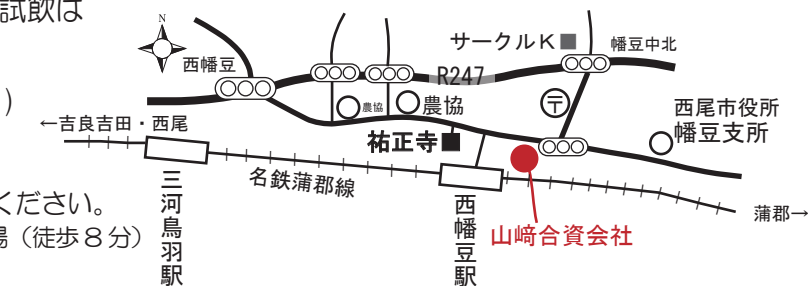 試飲は
)
ください。
場（徒歩８分）
N
西幡豆
サークルK
幡豆中北
R247
農協
農協
〒
西尾市役所
幡豆支所
←吉良吉田・西尾
祐正寺
名鉄蒲郡線
三河鳥羽駅
西幡豆駅
山﨑合資会社
蒲郡→